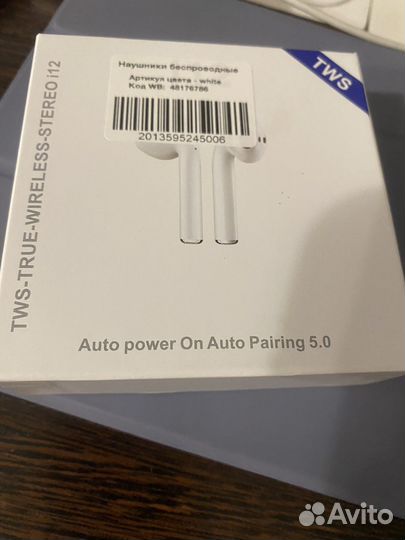 Наушники беспроводные
Артикул цвета - white
Код WB: 48176786
2013595245006
TWS
TWS-TRUE-WIRELESS-STEREO i12
Auto power On Auto Pairing 5.0
Avito